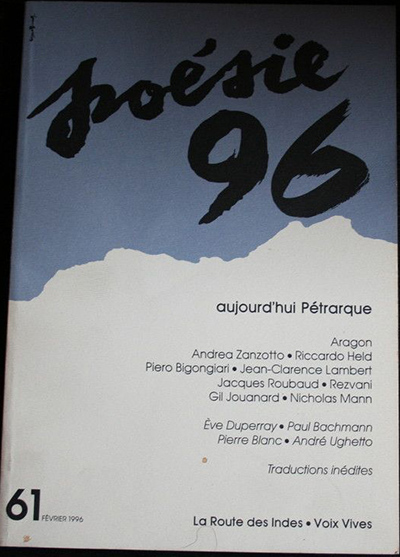 poésie
96
aujourd'hui Pétrarque
Aragon
Andrea Zanzotto • Riccardo Held
Piero Bigongiari • Jean-Clarence Lambert
Jacques Roubaud • Rezvani
Gil Jouanard • Nicholas Mann
Ève Duperray • Paul Bachmann
Pierre Blanc • André Ughetto
Traductions inédites
61 FÉVRIER 1996
La Route des Indes • Voix Vives